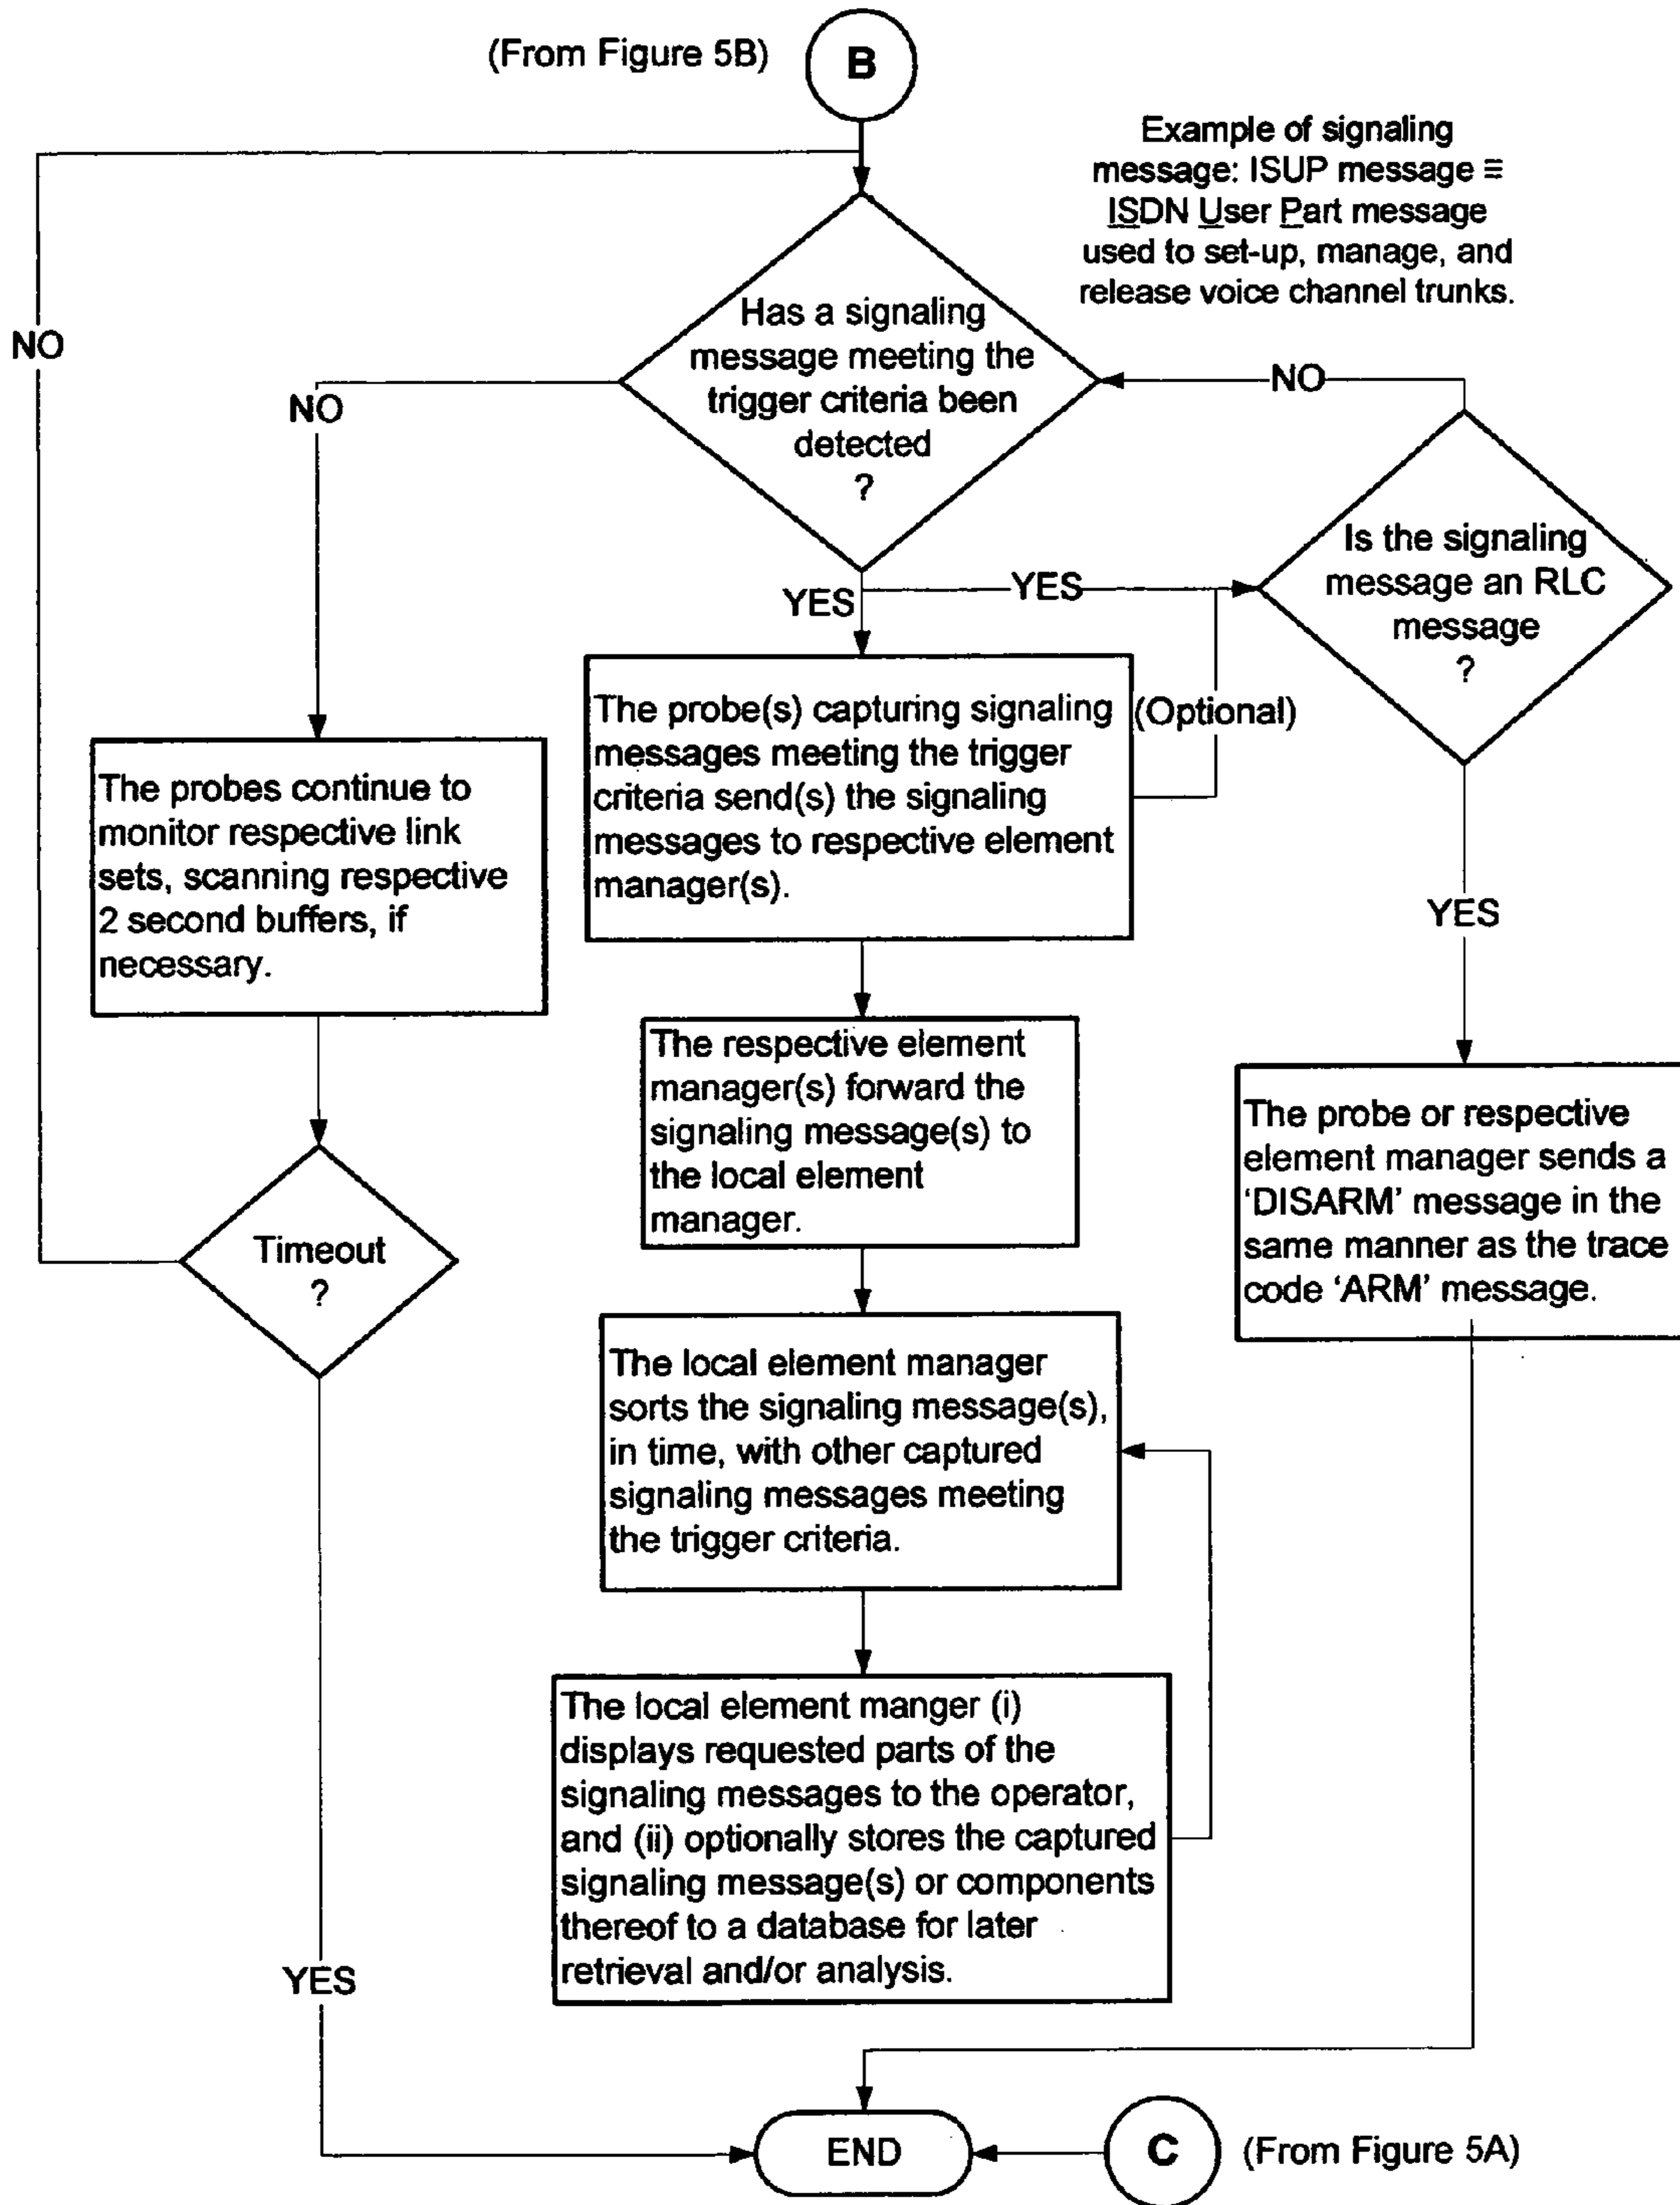 (From Figure 5B)
B
Example of signaling
message: ISUP message ≡
ISDN User Part message
used to set-up, manage, and
release voice channel trunks.
Has a signaling
message meeting the
trigger criteria been
detected
?
NO
NO
NO
YES
YES
Is the signaling
message an RLC
message
?
The probe(s) capturing signaling
messages meeting the trigger
criteria send(s) the signaling
messages to respective element
manager(s).
(Optional)
The probes continue to
monitor respective link
sets, scanning respective
2 second buffers, if
necessary.
YES
The respective element
manager(s) forward the
signaling message(s) to
the local element
manager.
The probe or respective
element manager sends a
‘DISARM’ message in the
same manner as the trace
code ‘ARM’ message.
Timeout
?
The local element manager
sorts the signaling message(s),
in time, with other captured
signaling messages meeting
the trigger criteria.
The local element manger (i)
displays requested parts of the
signaling messages to the operator,
and (ii) optionally stores the captured
signaling message(s) or components
thereof to a database for later
retrieval and/or analysis.
YES
END
C
(From Figure 5A)